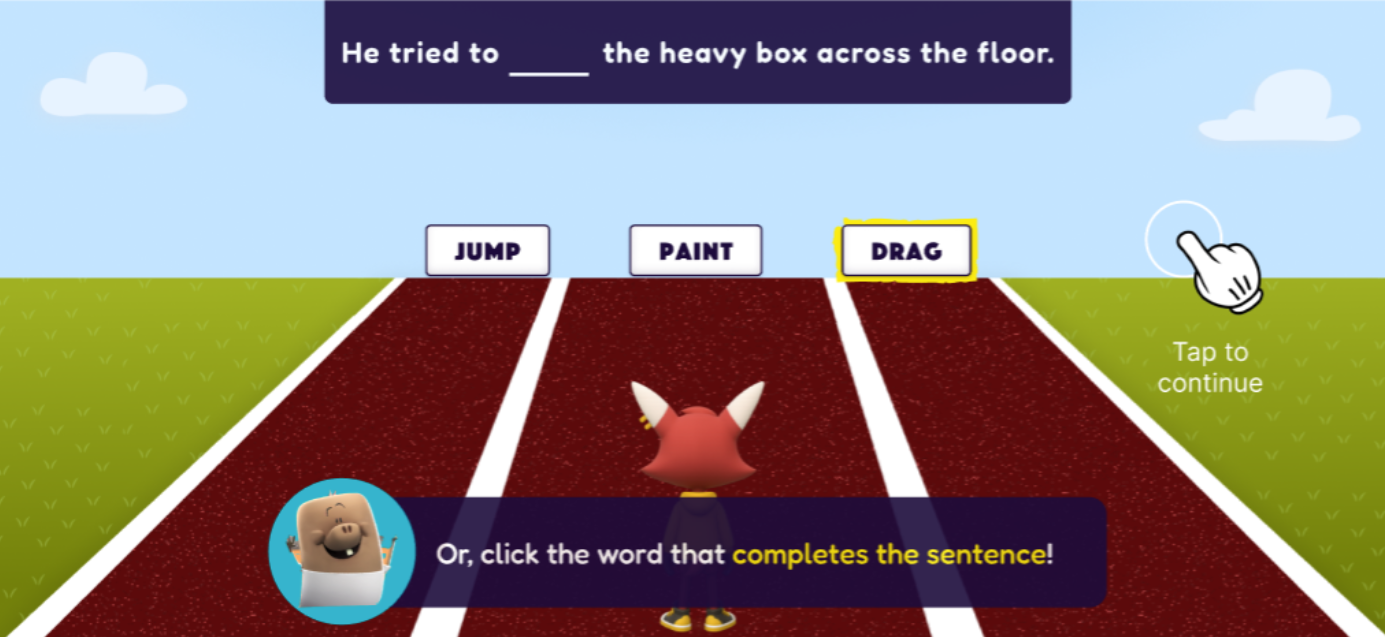 He tried to _____ the heavy box across the floor.
JUMP
PAINT
DRAG
Tap to
continue
Or, click the word that completes the sentence!